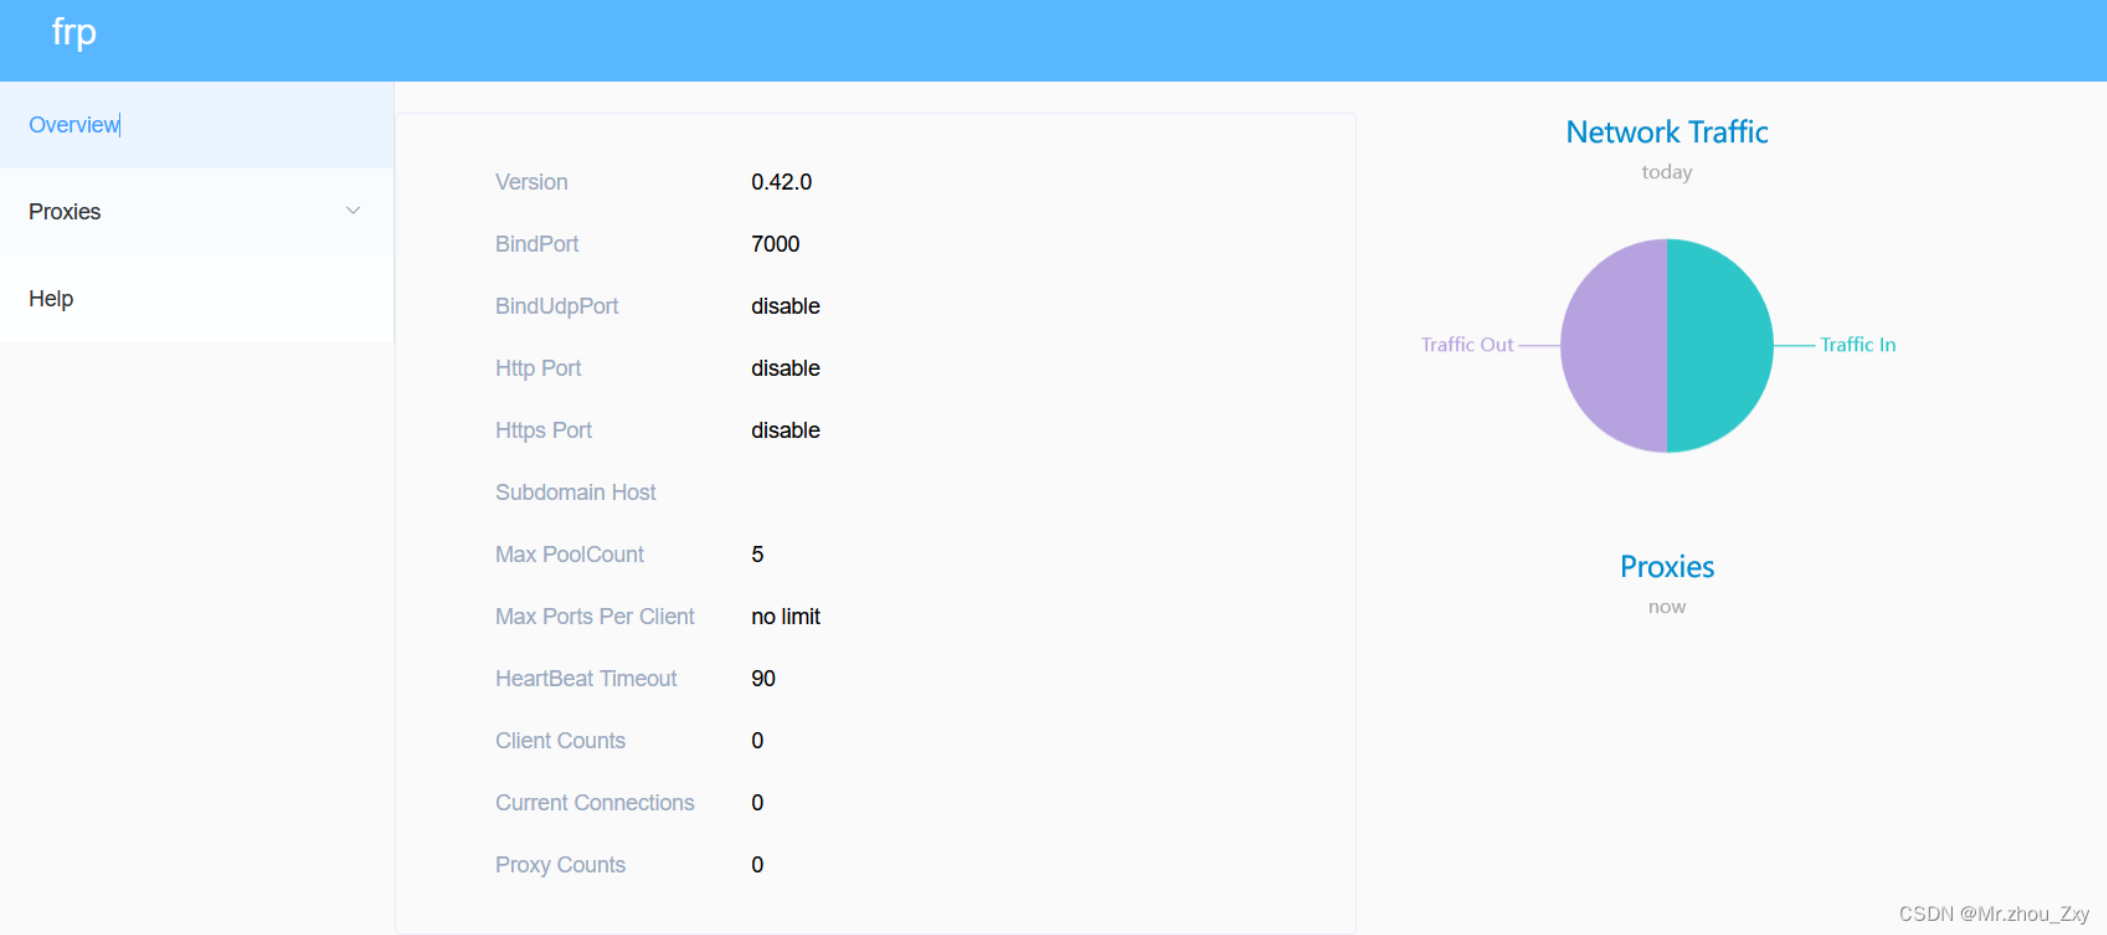 frp
Overview
Proxies
Help
Version 0.42.0
BindPort 7000
BindUdpPort disable
Http Port disable
Https Port disable
Subdomain Host
Max PoolCount 5
Max Ports Per Client no limit
HeartBeat Timeout 90
Client Counts 0
Current Connections 0
Proxy Counts 0
Network Traffic
today
Traffic Out
Traffic In
Proxies
now
CSDN @Mr.zhou_Zxy